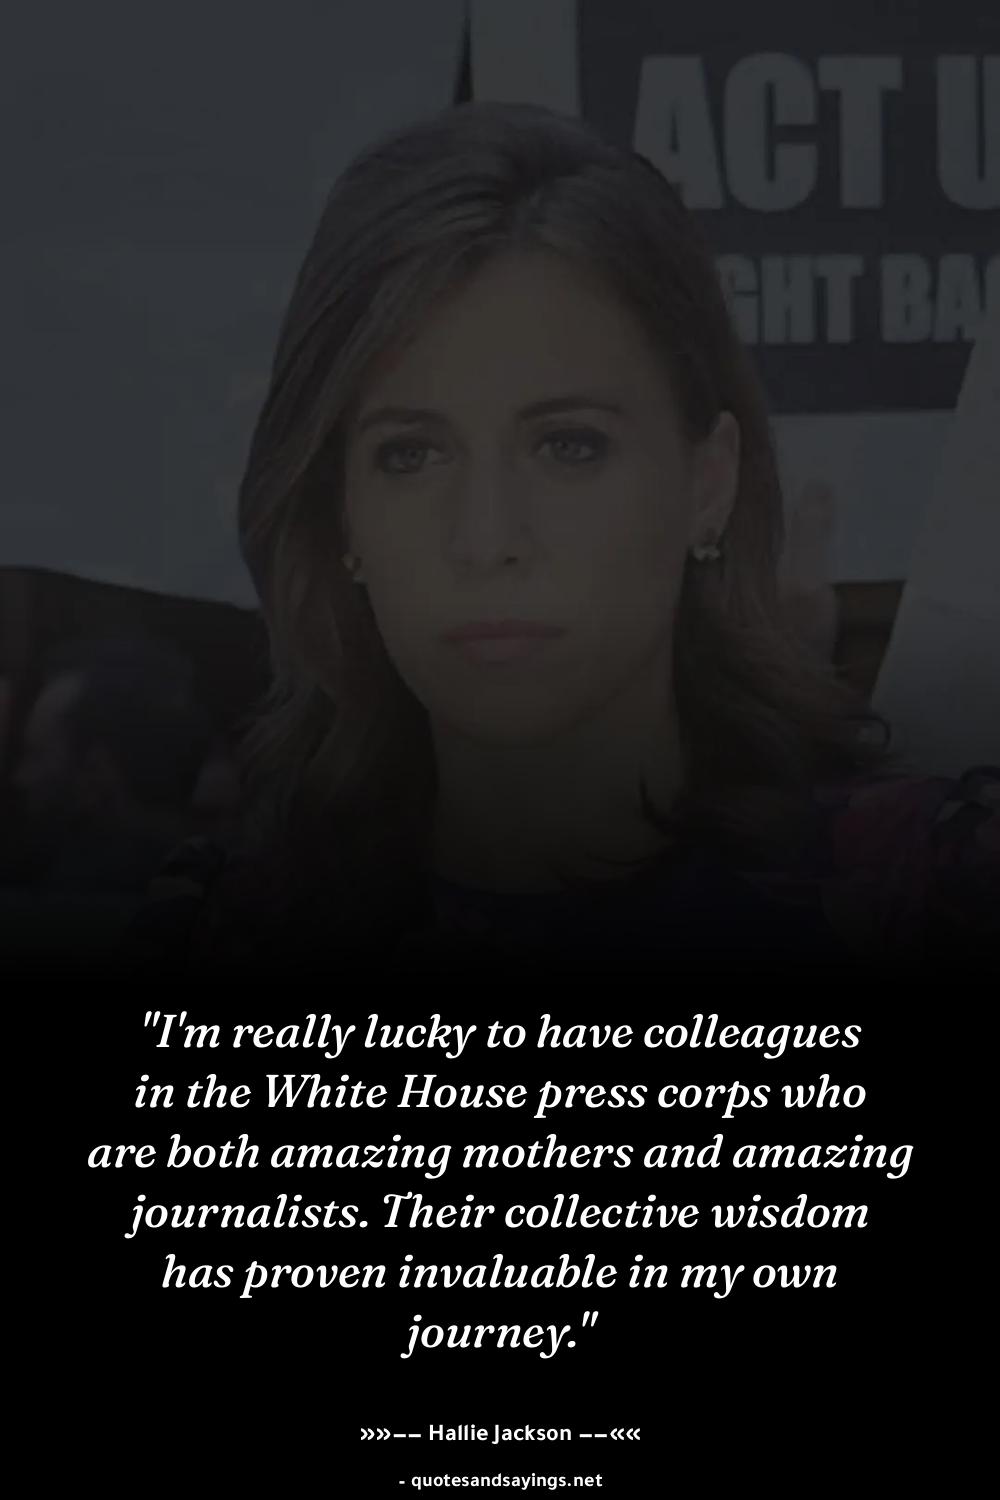 ACT U
GHT BAC
"I'm really lucky to have colleagues
in the White House press corps who
are both amazing mothers and amazing
journalists. Their collective wisdom
has proven invaluable in my own
journey."
»»–– Hallie Jackson ––««
- quotesandsayings.net